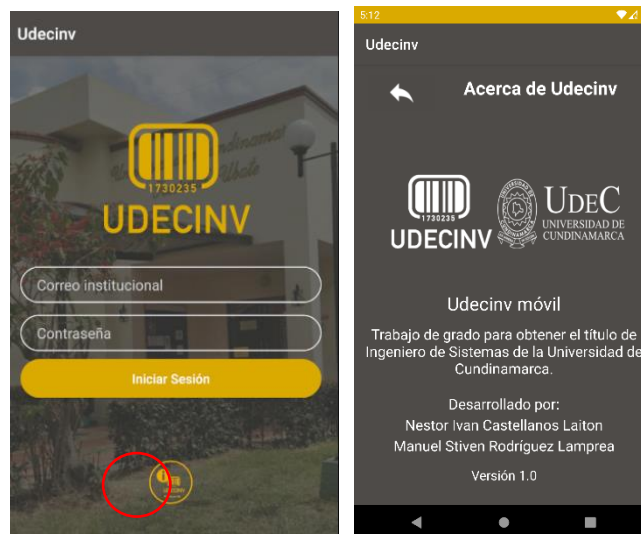 Udecinv
Cundinamar
Ubaté
1730235
UDECINV
Correo institucional
Contraseña
Iniciar Sesión
5:12
Udecinv
Acerca de Udecinv
1730235
UDECINV
UDEC
UNIVERSIDAD DE
CUNDINAMARCA
Udecinv móvil
Trabajo de grado para obtener el título de
Ingeniero de Sistemas de la Universidad de
Cundinamarca.
Desarrollado por:
Nestor Ivan Castellanos Laiton
Manuel Stiven Rodríguez Lamprea
Versión 1.0